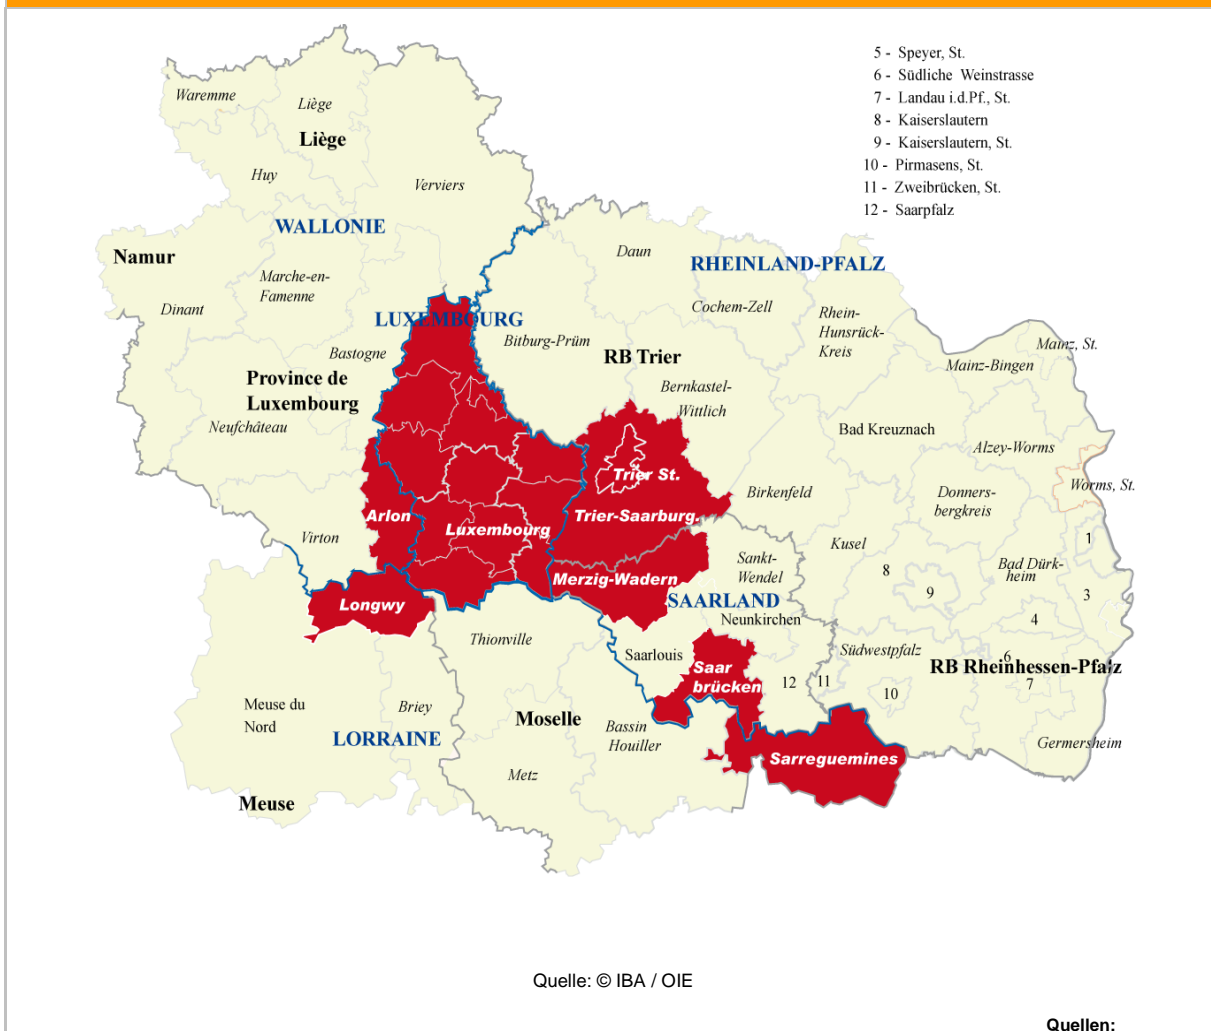 5 - Speyer, St.
6 - Südliche Weinstrasse
7 - Landau i.d.Pf., St.
8 - Kaiserslautern
9 - Kaiserslautern, St.
10 - Pirmasens, St.
11 - Zweibrücken, St.
12 - Saarpfalz
Waremme
Liège
Liège
Huy
Verviers
WALLONIE
Namur
Daun
RHEINLAND-PFALZ
Marche-en-
Famenne
Dinant
Cochem-Zell
Rhein-
Hunsrück-
Kreis
LUXEMBOURG
Bitburg-Prüm
Mainz, St.
Bastogne
RB Trier
Mainz-Bingen
Province de
Luxembourg
Bernkastel-
Wittlich
Neufchâteau
Bad Kreuznach
Alzey-Worms
Trier St.
Worms, St.
Birkenfeld
Donners-
bergkreis
Arlon
Luxembourg
Trier-Saarburg.
Virton
Kusel
1
Sankt-
Wendel
Bad Dürk-
heim
8
9
3
Merzig-Wadern
SAARLAND
Longwy
Neunkirchen
4
Thionville
Saarlouis
Südwestpfalz
6
RB Rheinhessen-Pfalz
Saar
brücken
12
11
10
7
Meuse du
Nord
Briey
Moselle
Bassin
Houiller
LORRAINE
Germersheim
Sarreguemines
Metz
Meuse
Quelle: © IBA / OIE
Quellen: